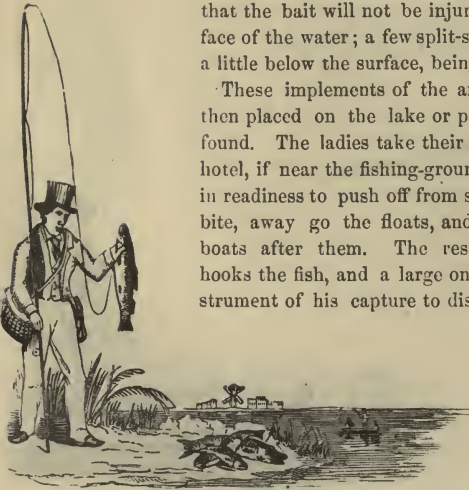 that the bait will not be injur
face of the water; a few split-s
a little below the surface, bein
These implements of the a
then placed on the lake or p
found. The ladies take their
hotel, if near the fishing-groun
in readiness to push off from s
bite, away go the floats, and
boats after them. The res
hooks the fish, and a large on
strument of his capture to dis